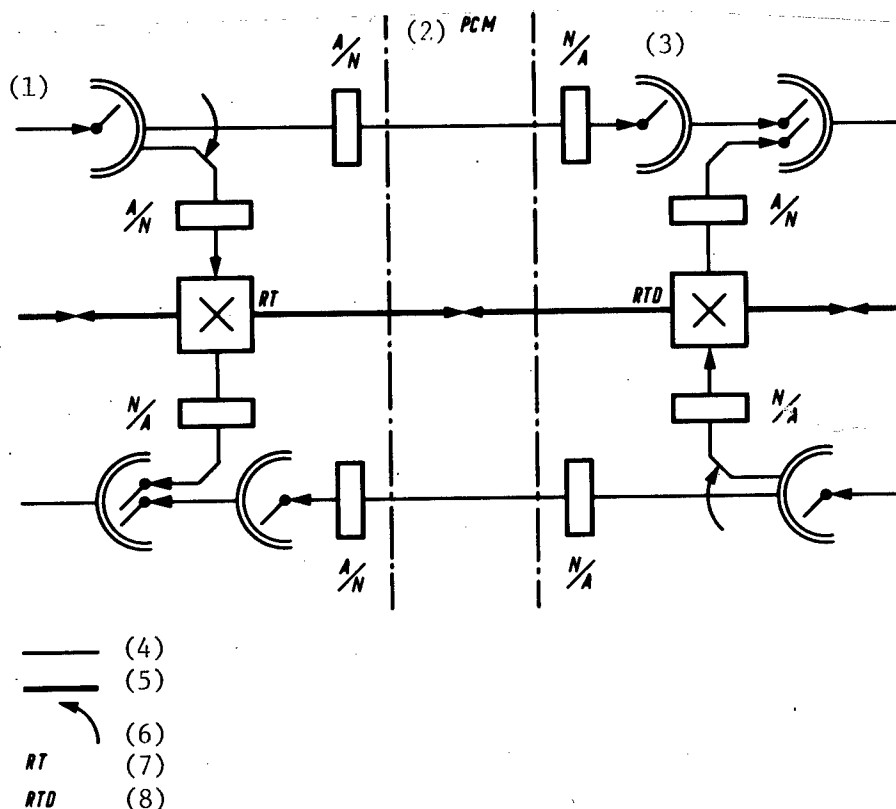 (1)
A/N
(2) PCM
N/A
(3)
A/N
A/N
RT
RTD
N/A
N/A
A/N
N/A
(4)
(5)
(6)
RT (7)
RTD (8)